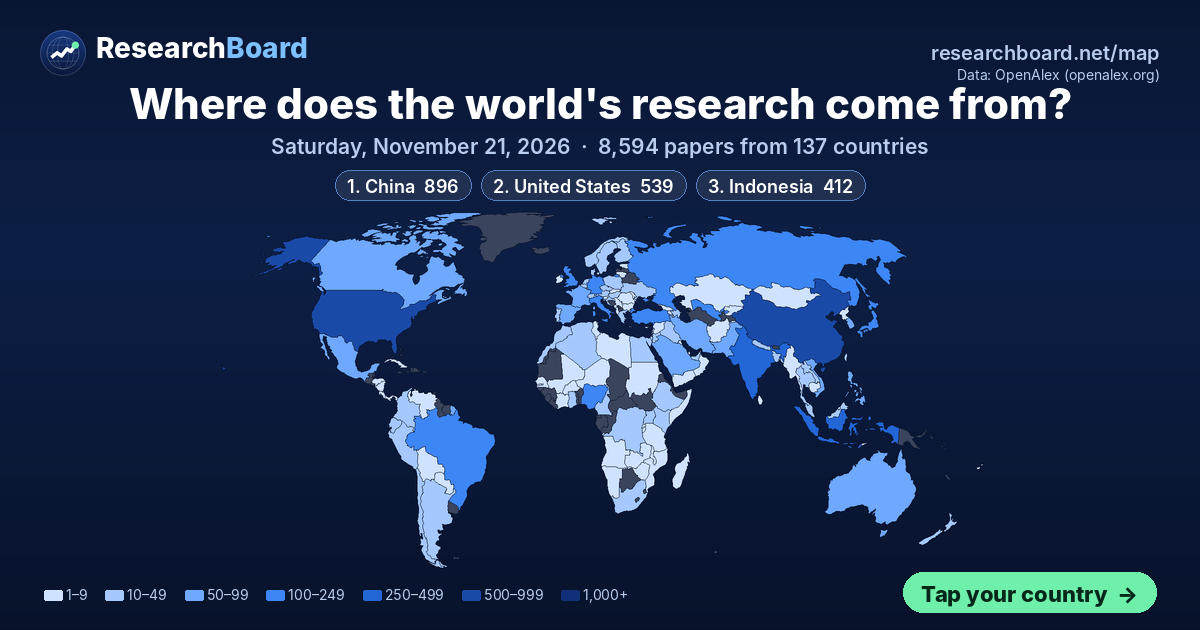 ResearchBoard
researchboard.net/map
Data: OpenAlex (openalex.org)
Where does the world's research come from?
Saturday, November 21, 2026 · 8,594 papers from 137 countries
1. China 896
2. United States 539
3. Indonesia 412
1–9 10–49 50–99 100–249 250–499 500–999 1,000+
Tap your country →